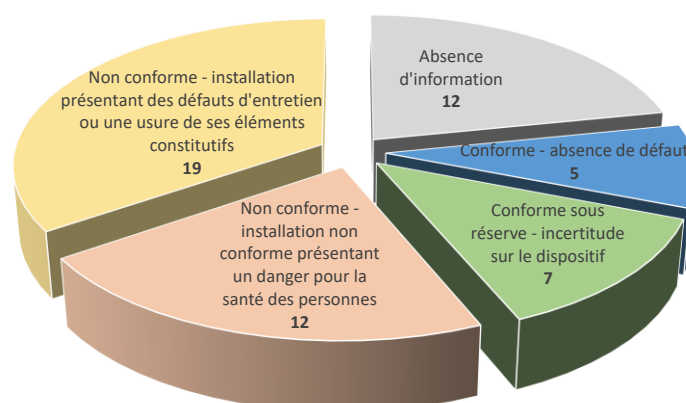 Absence
d'information
12
Conforme - absence de défaut
5
Conforme sous
réserve - incertitude
sur le dispositif
7
Non conforme -
installation non
conforme présentant
un danger pour la
santé des personnes
12
Non conforme - installation
présentant des défauts d'entretien
ou une usure de ses éléments
constitutifs
19